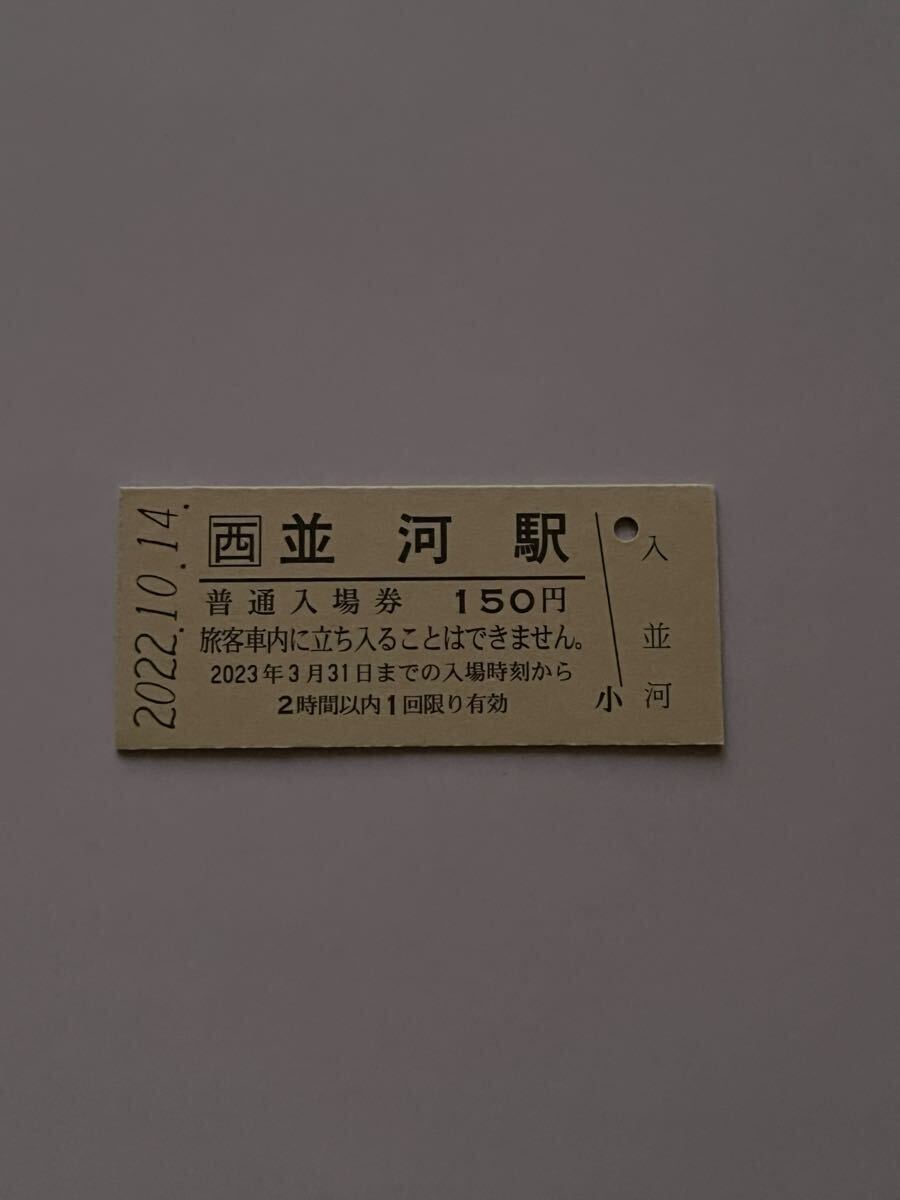 2022.10.14.
西 並河駅
普通入場券 150円
旅客車内に立ち入ることはできません。
2023年3月31日までの入場時刻から
2時間以内1回限り有効
小
入
並
河